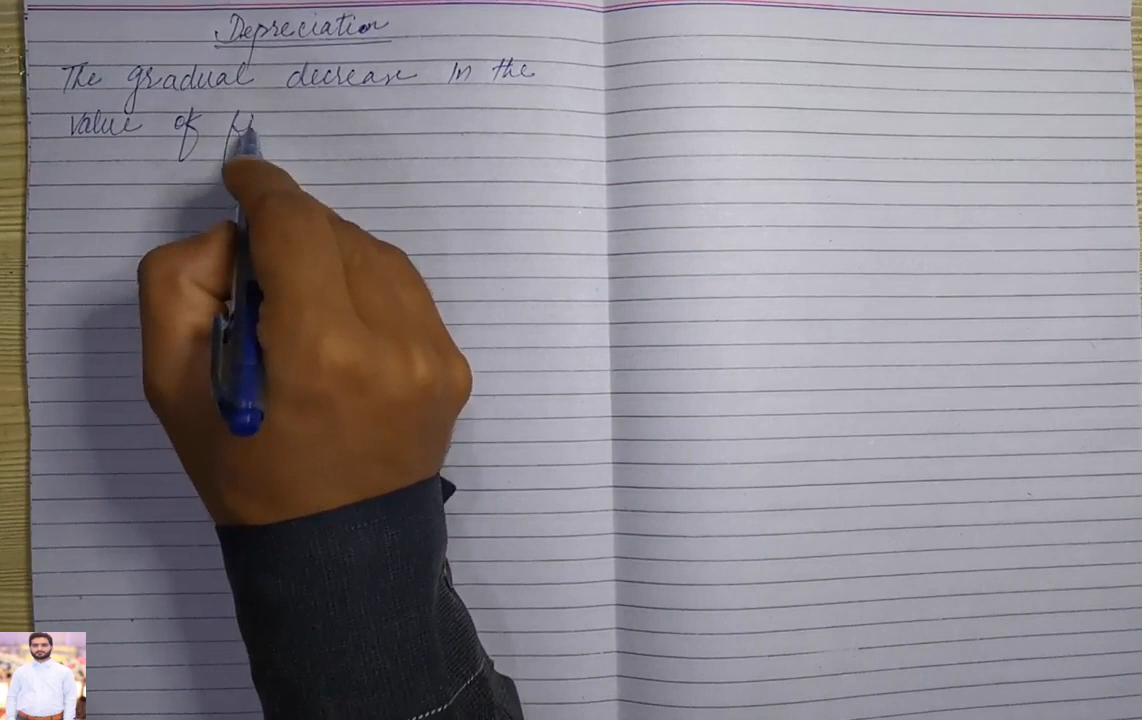 Depreciation
The gradual decrease in the
value of